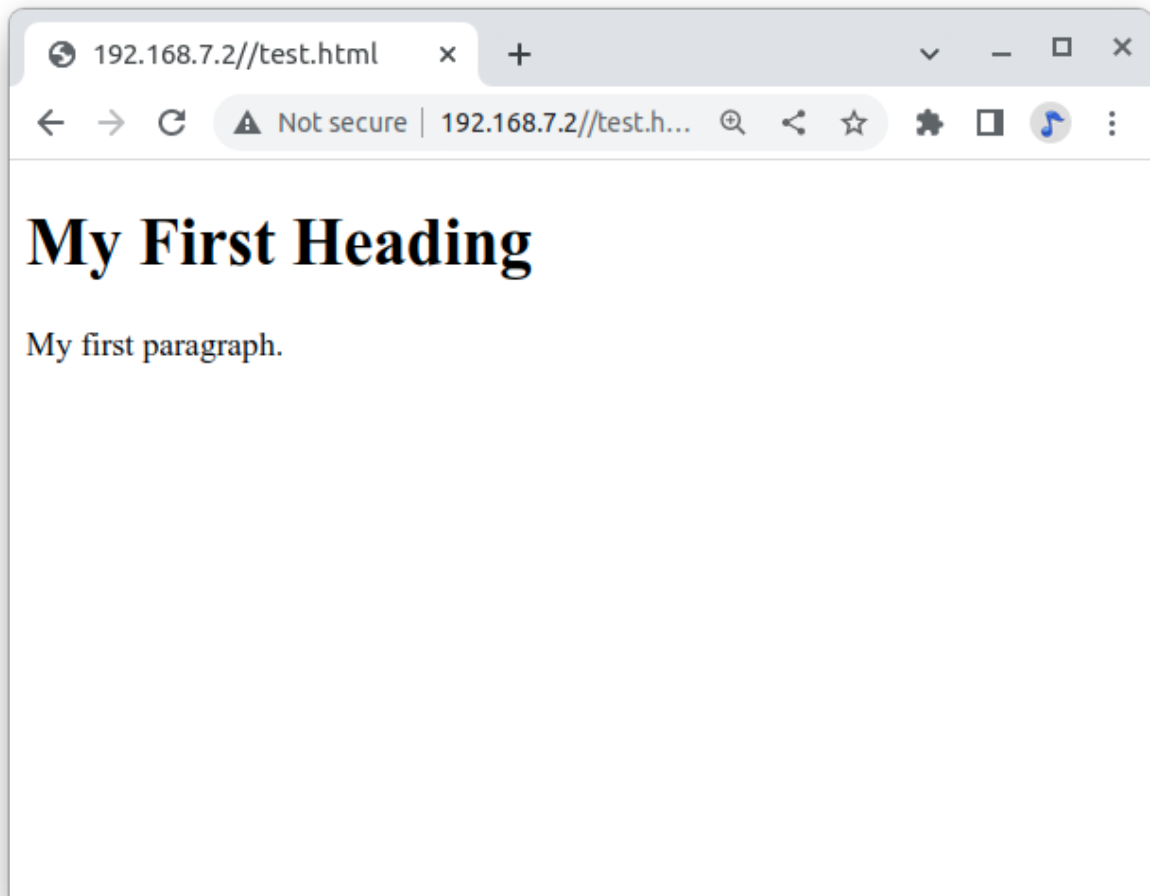 192.168.7.2//test.html
Not secure 192.168.7.2//test.h...
My First Heading
My first paragraph.